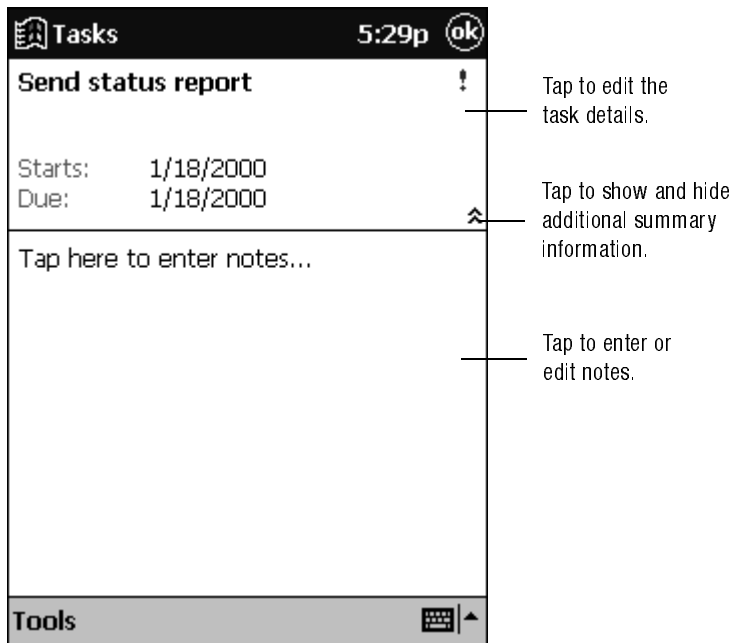 Tasks 5:29p ok
Send status report !
Tap to edit the
task details.
Starts: 1/18/2000
Due: 1/18/2000
Tap to show and hide
additional summary
information.
Tap here to enter notes...
Tap to enter or
edit notes.
Tools